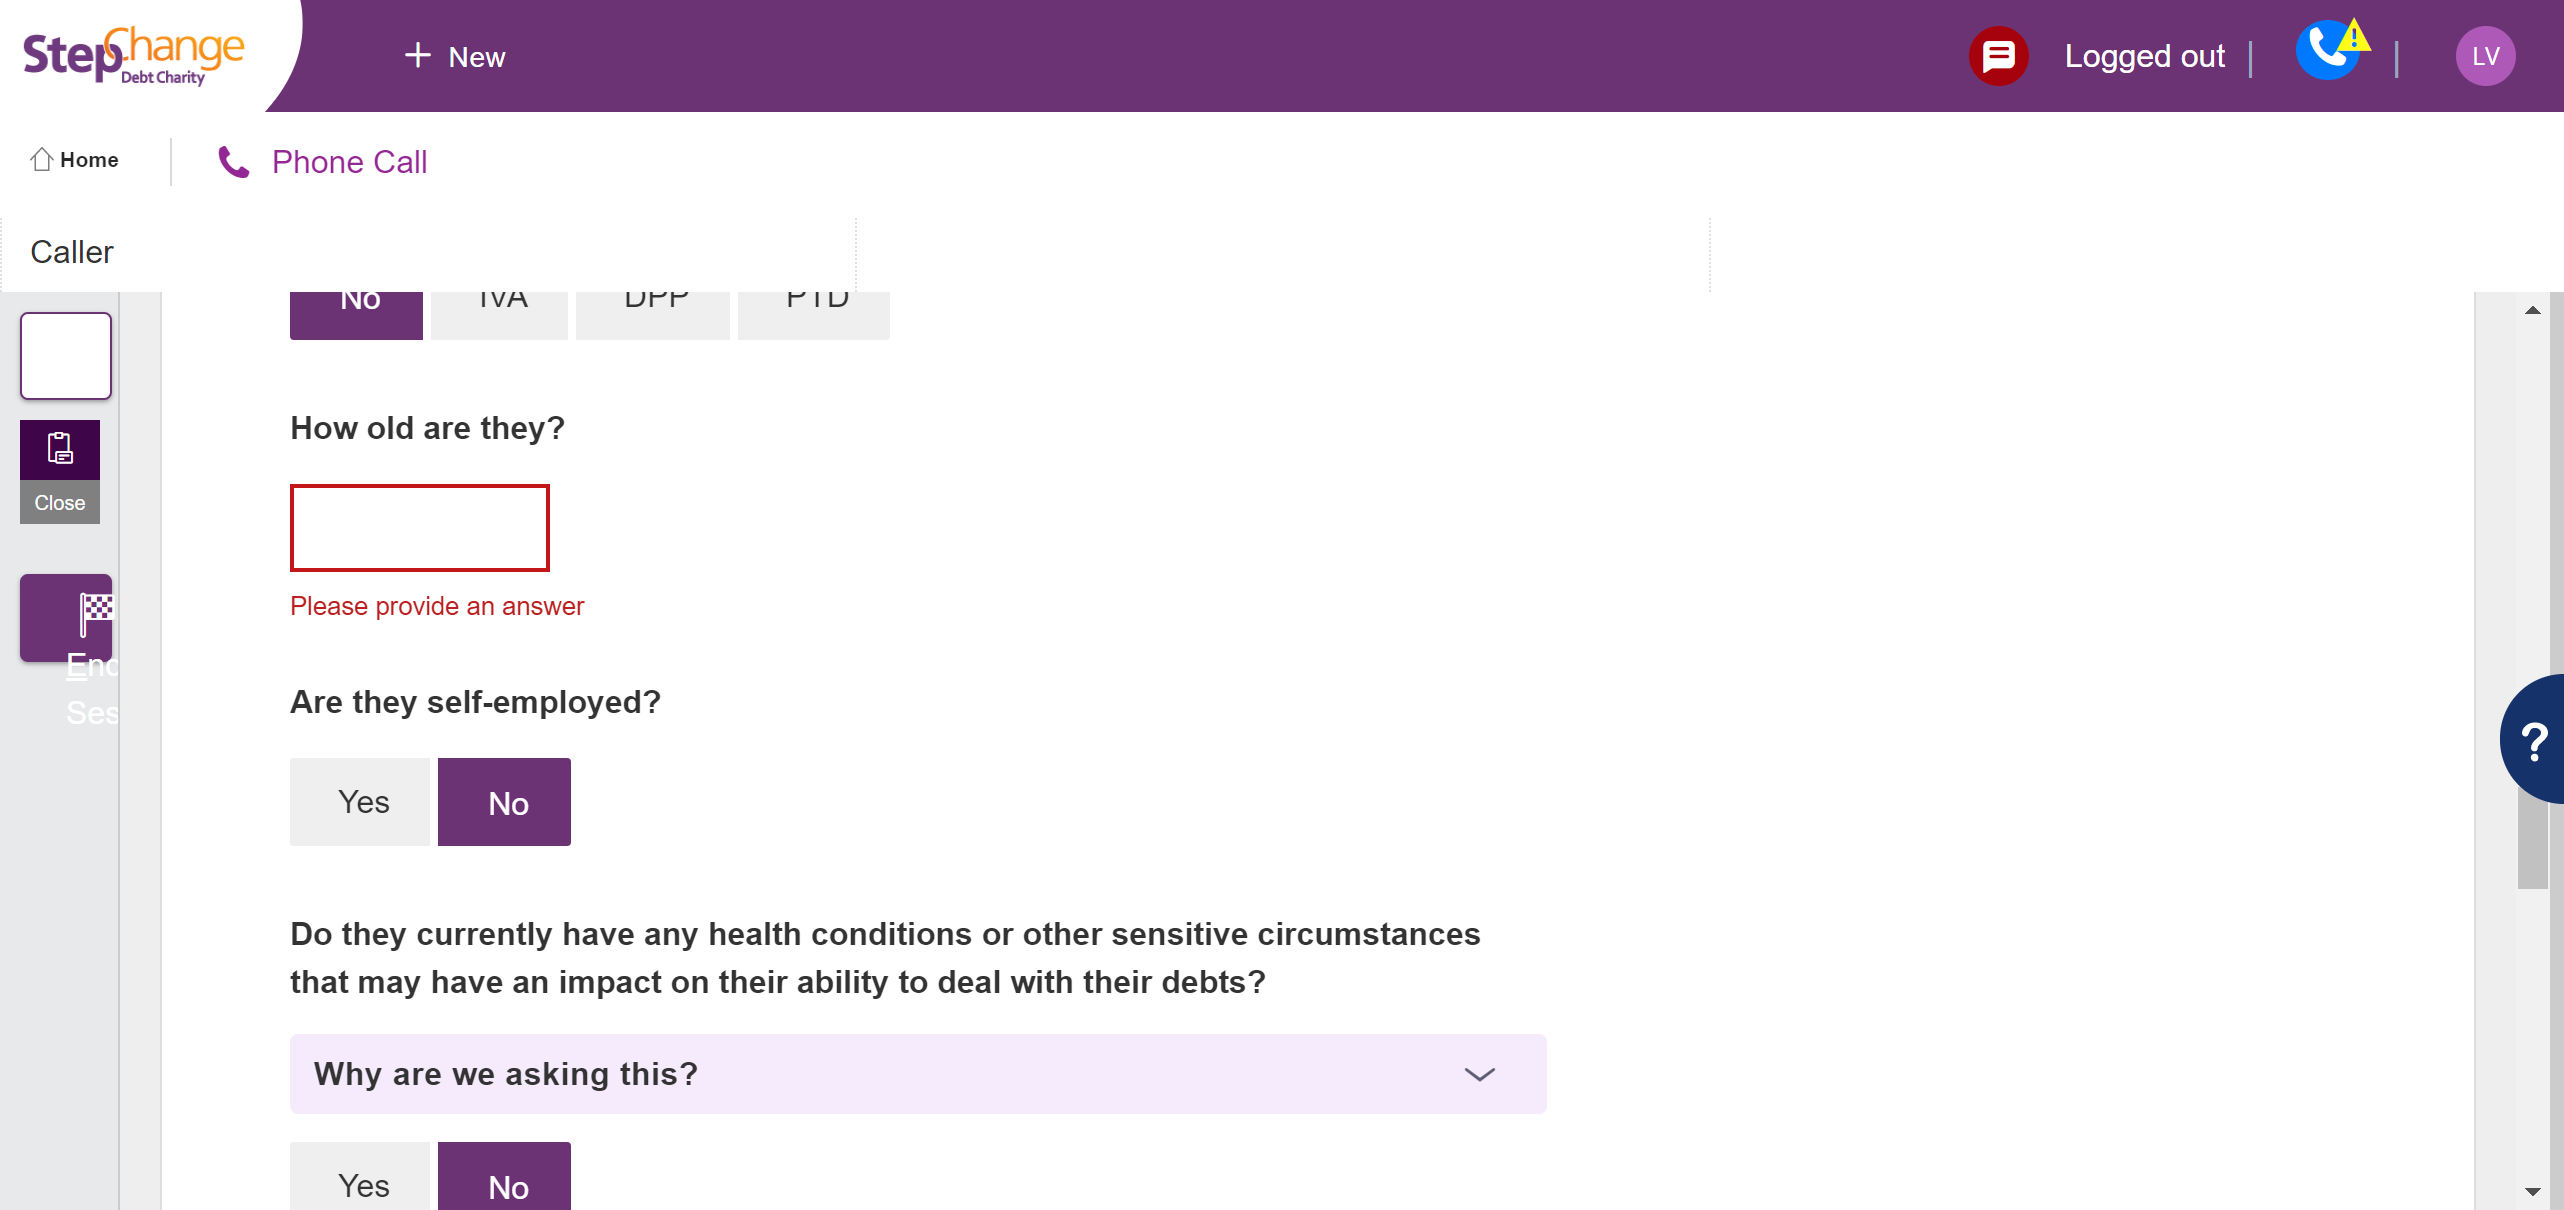 StepChange
Debt Charity
+ New
Logged out
LV
Home
Phone Call
Caller
No IVA DPP PTD
How old are they?
Close
Please provide an answer
End
Ses
Are they self-employed?
Yes No
?
Do they currently have any health conditions or other sensitive circumstances
that may have an impact on their ability to deal with their debts?
Why are we asking this?
Yes No